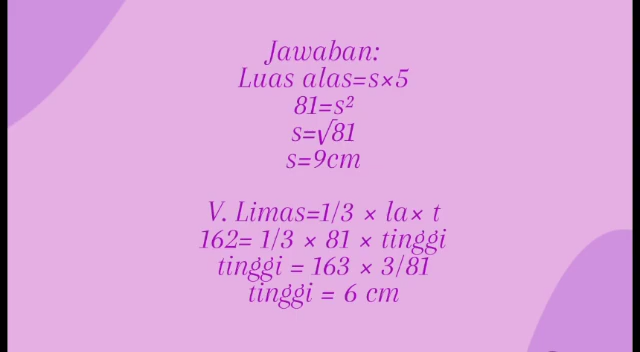 Jawaban:
Luas alas=s×5
81=s²
s=√81
s=9cm
V. Limas=1/3 × la× t
162= 1/3 × 81 × tinggi
tinggi = 163 × 3/81
tinggi = 6 cm